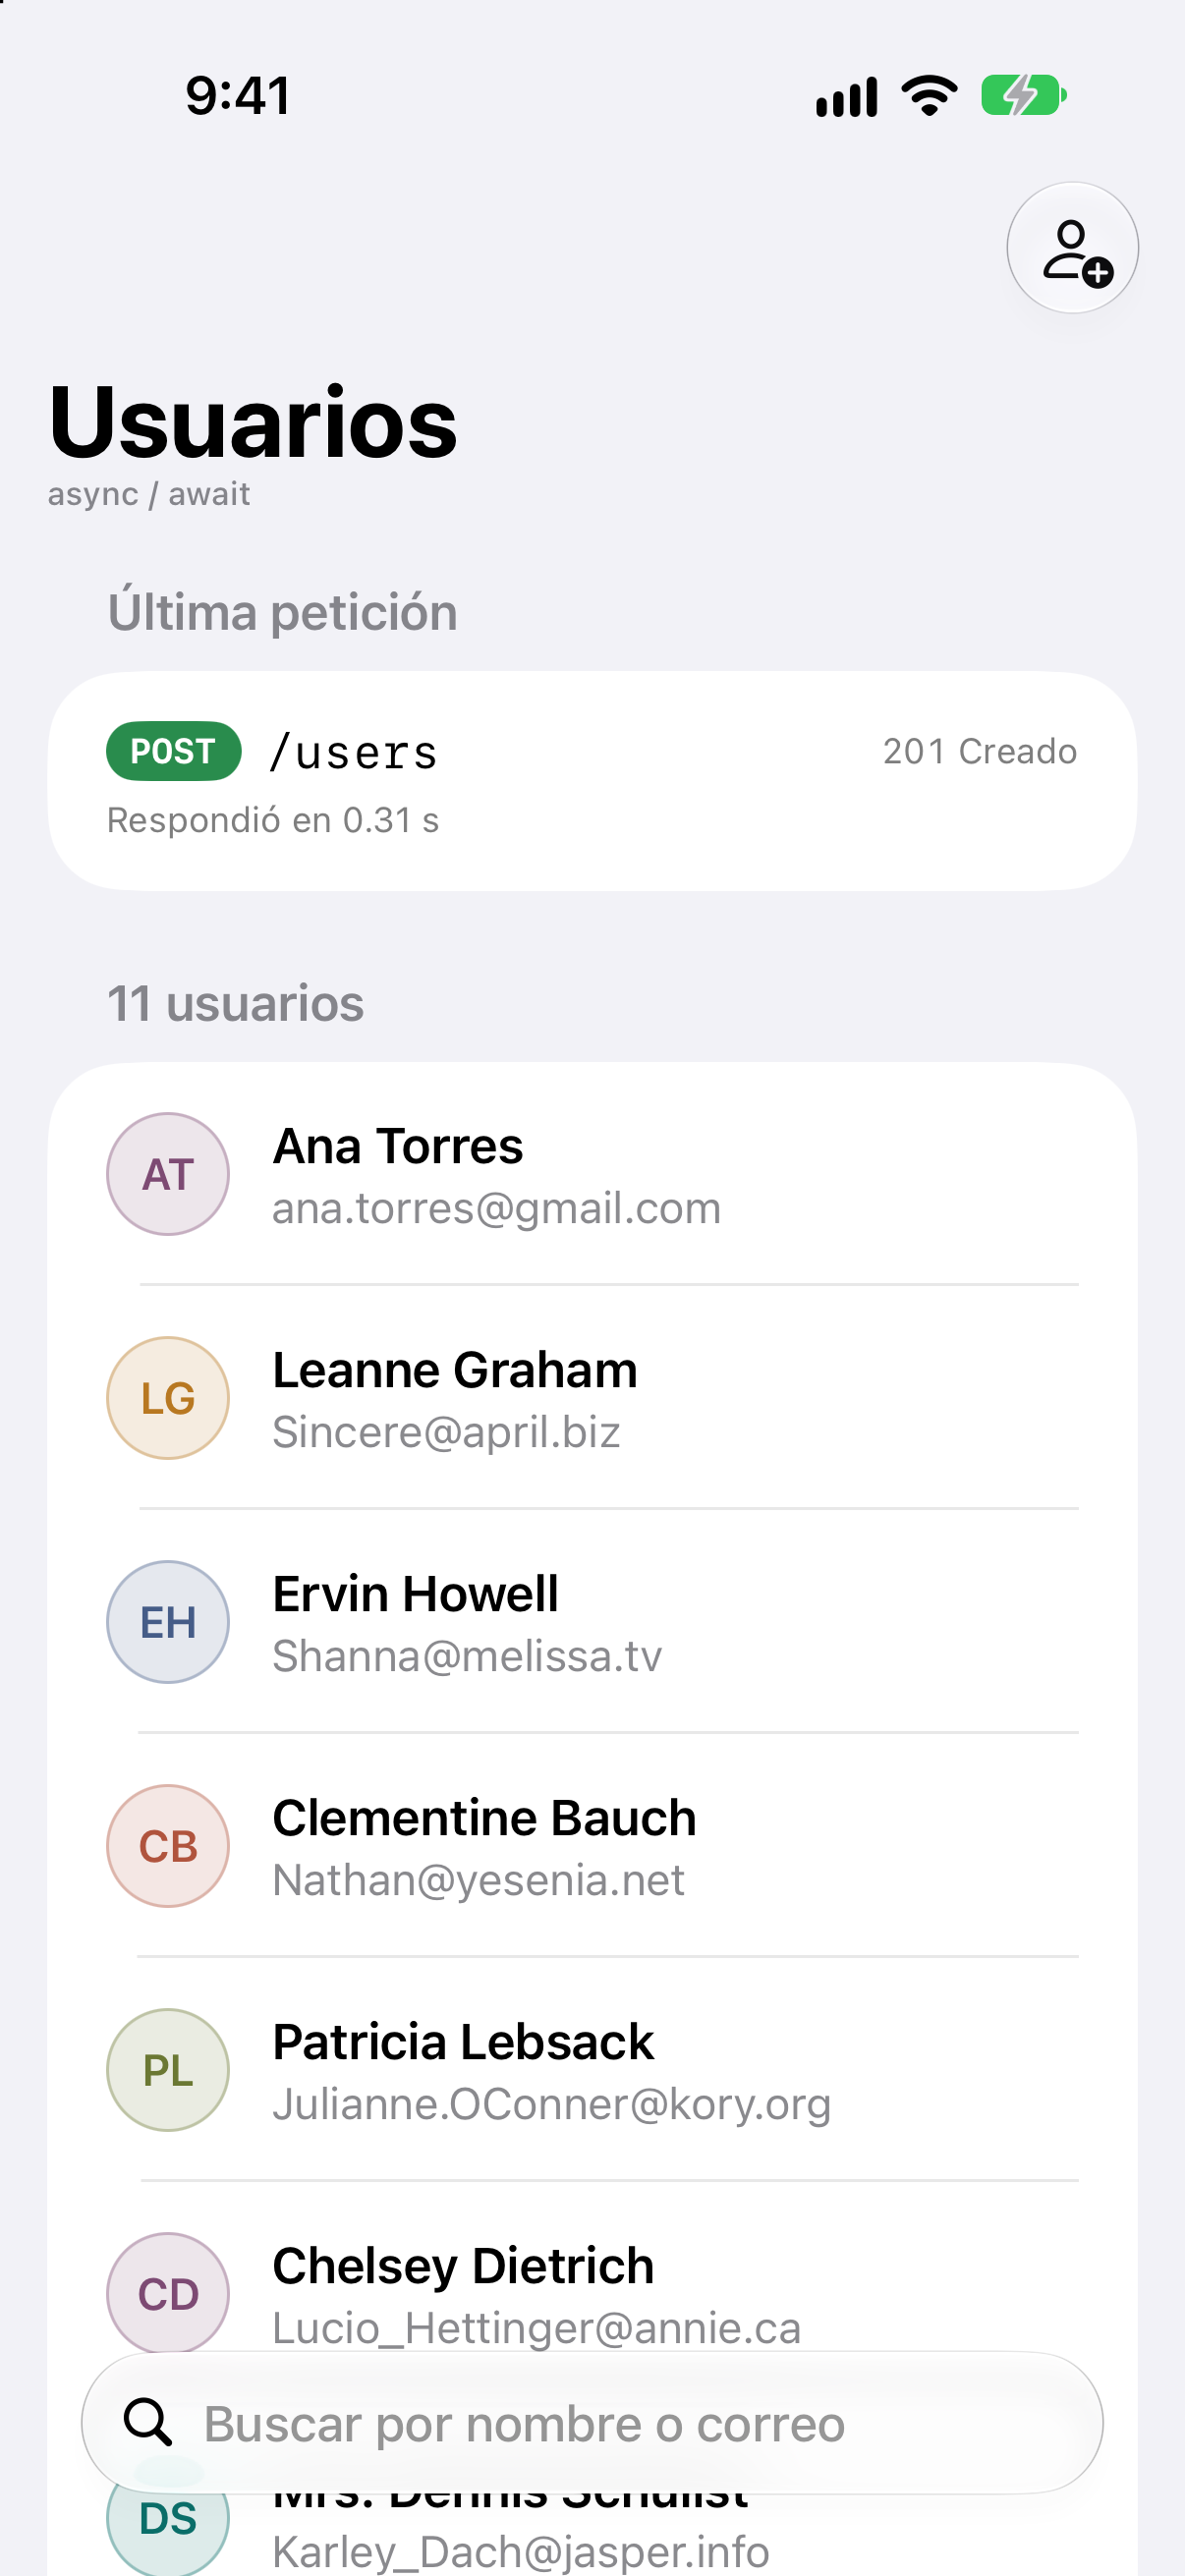 9:41
Usuarios
async / await
Última petición
POST /users 201 Creado
Respondió en 0.31 s
11 usuarios
AT Ana Torres
ana.torres@gmail.com
LG Leanne Graham
Sincere@april.biz
EH Ervin Howell
Shanna@melissa.tv
CB Clementine Bauch
Nathan@yesenia.net
PL Patricia Lebsack
Julianne.OConner@kory.org
CD Chelsey Dietrich
Lucio_Hettinger@annie.ca
Buscar por nombre o correo
DS Mrs. Dennis Schulist
Karley_Dach@jasper.info